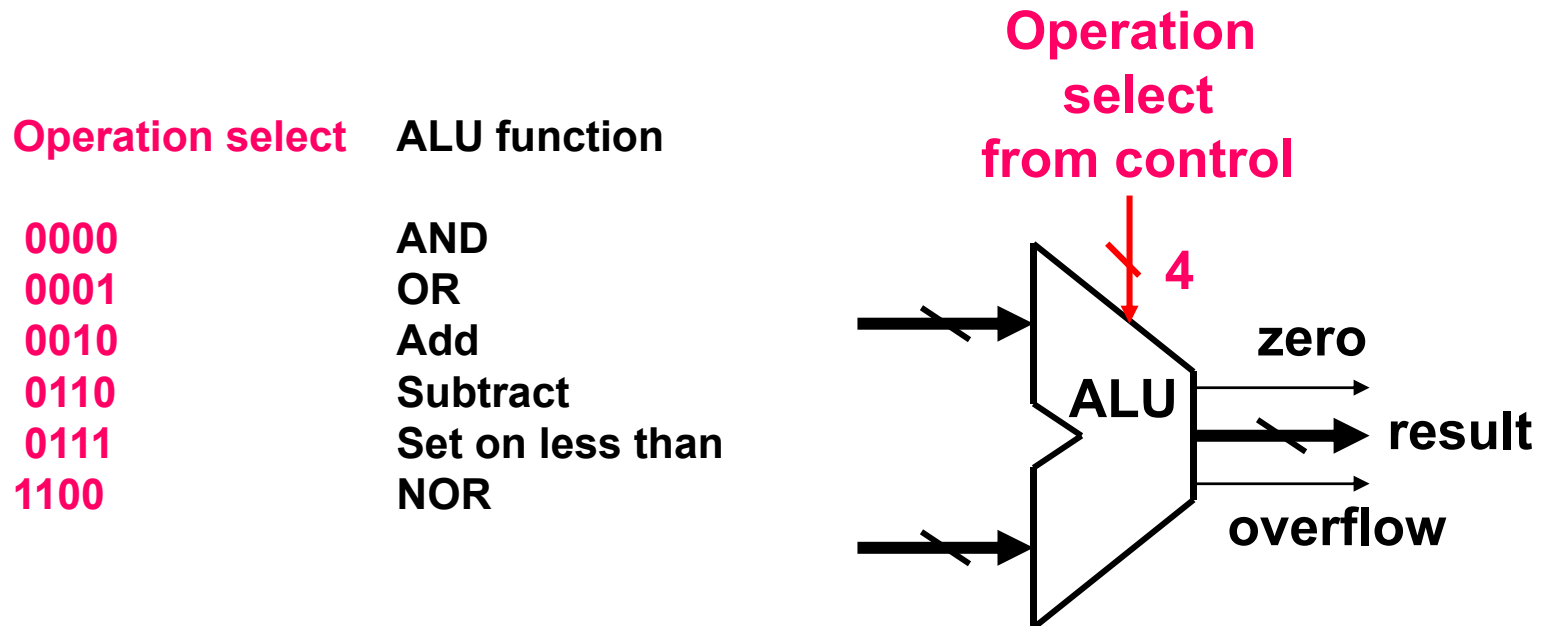 Operation select ALU function
0000 AND
0001 OR
0010 Add
0110 Subtract
0111 Set on less than
1100 NOR
Operation
select
from control
4
zero
ALU
result
overflow